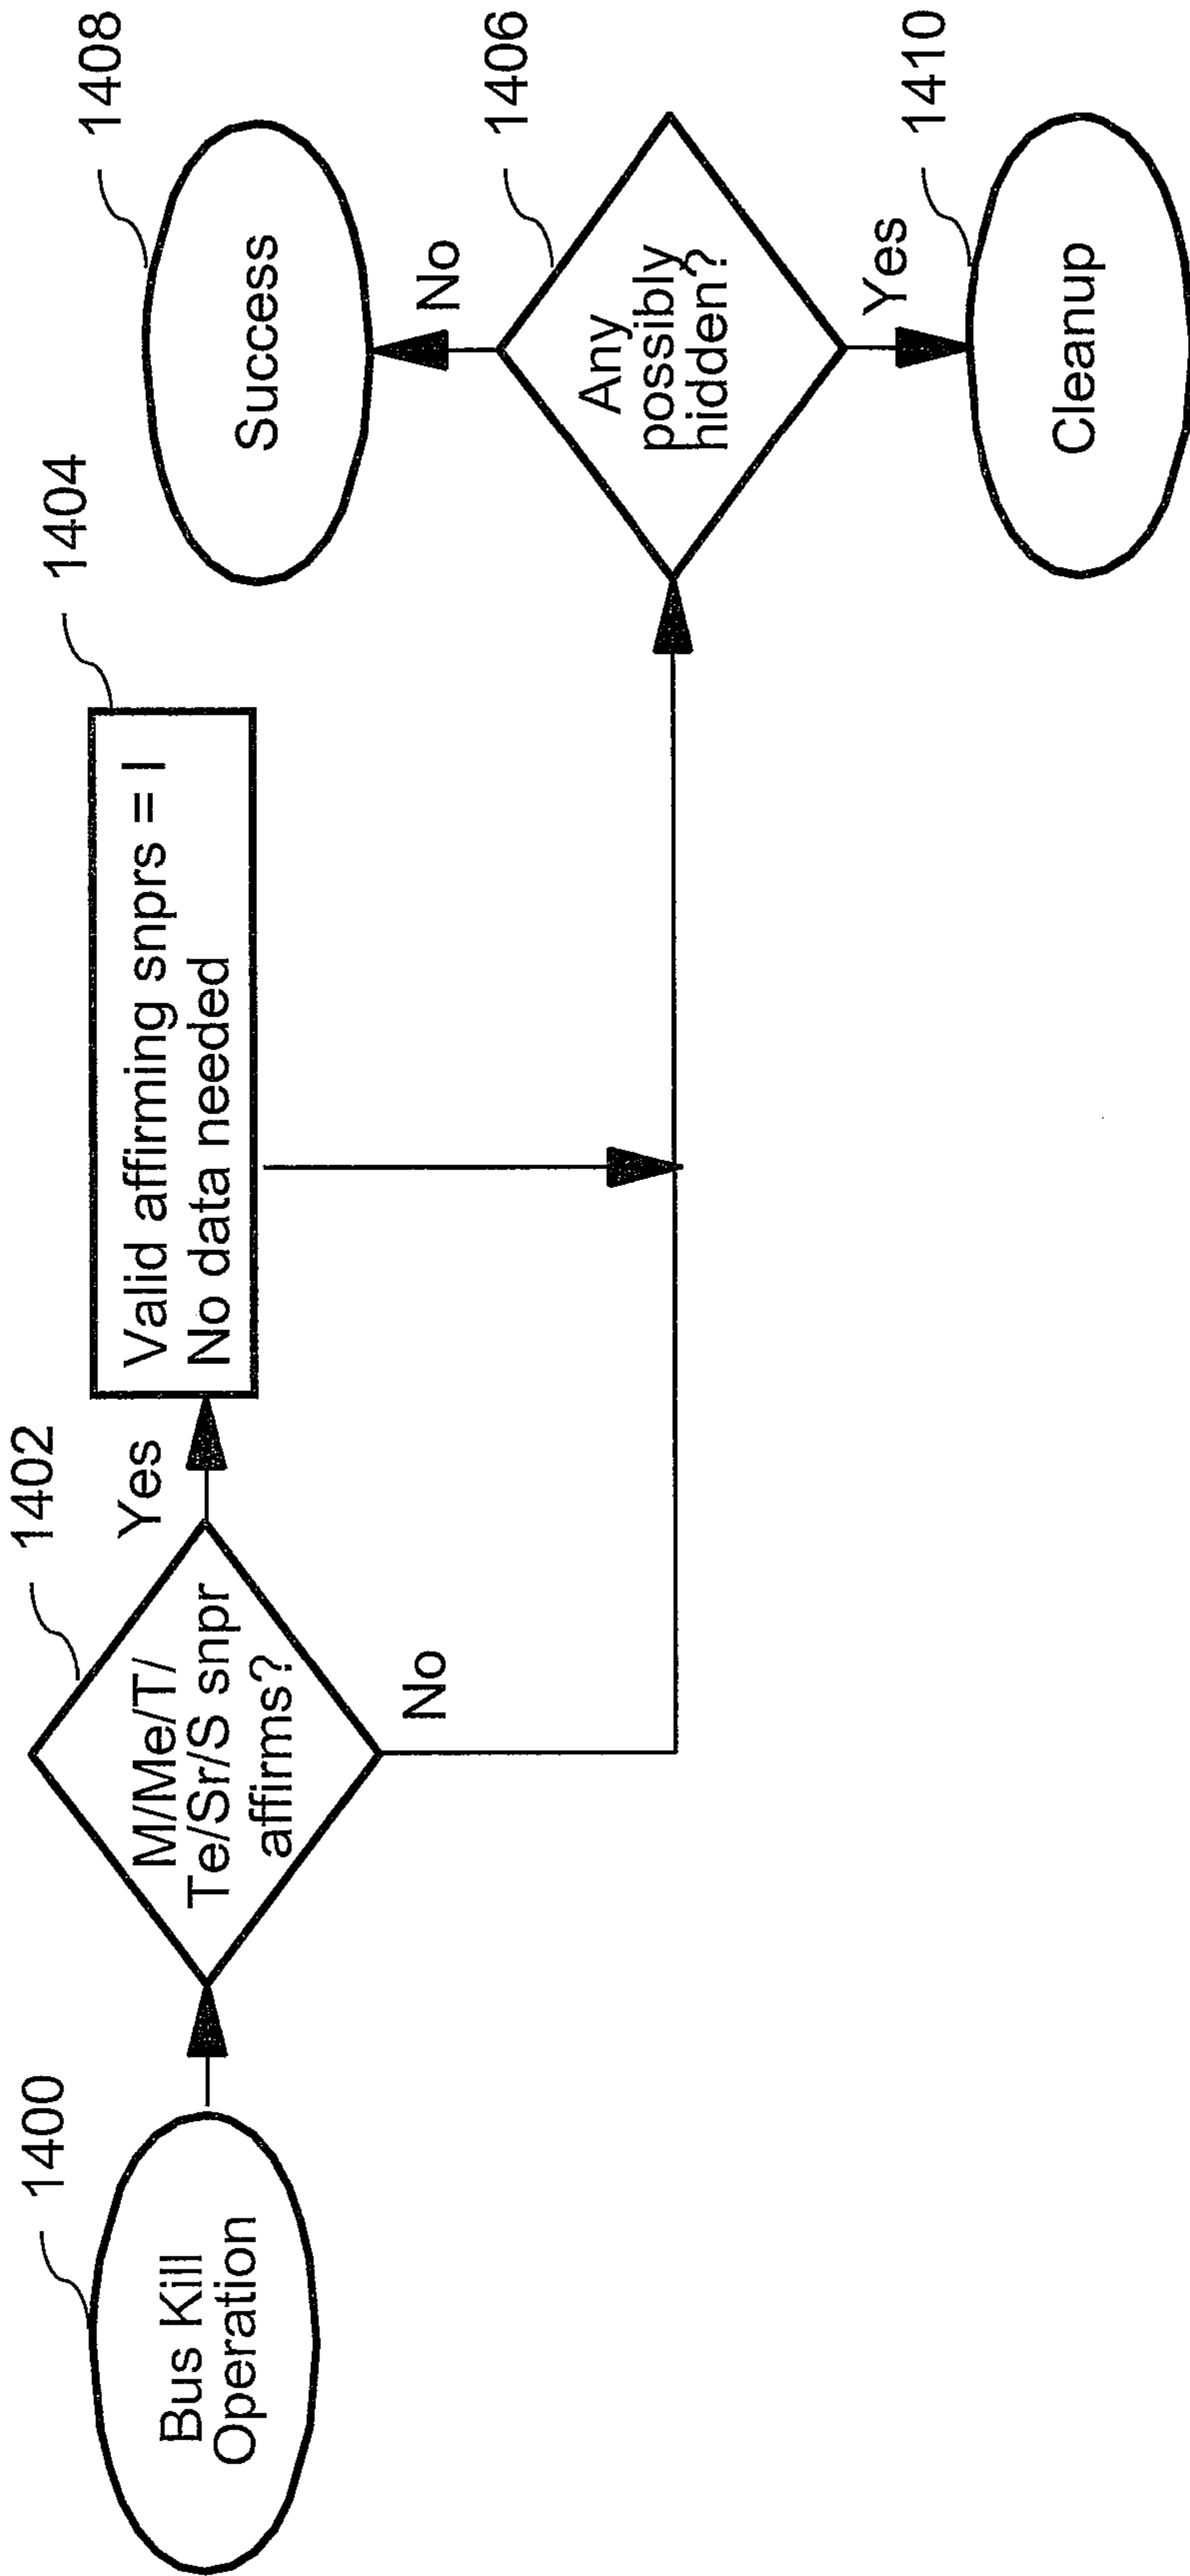 1400
Bus Kill
Operation
1402
M/Me/T/
Te/Sr/S snpr
affirms?
Yes
No
1404
Valid affirming snprs = I
No data needed
1406
Any
possibly
hidden?
No
Yes
1408
Success
1410
Cleanup